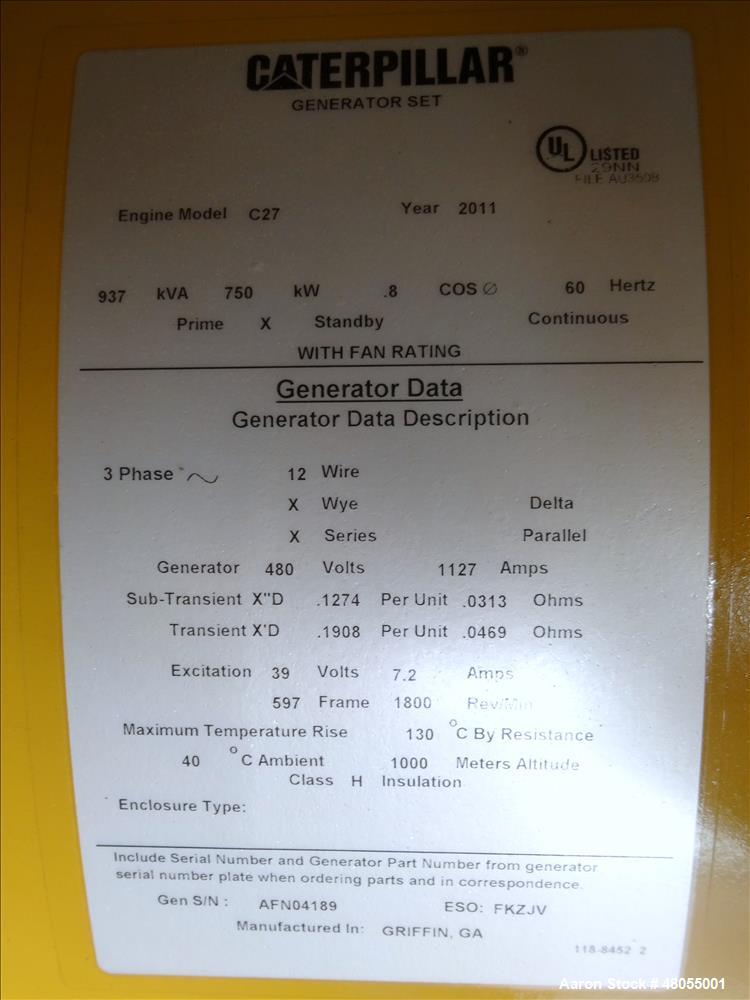 CATERPILLAR®
GENERATOR SET
UL LISTED
29NN
FILE AU3508
Engine Model C27 Year 2011
937 kVA 750 kW .8 COS ∅ 60 Hertz
Prime X Standby Continuous
WITH FAN RATING
Generator Data
Generator Data Description
3 Phase ~ 12 Wire
X Wye Delta
X Series Parallel
Generator 480 Volts 1127 Amps
Sub-Transient X"D .1274 Per Unit .0313 Ohms
Transient X'D .1908 Per Unit .0469 Ohms
Excitation 39 Volts 7.2 Amps
597 Frame 1800 Rev/Min
Maximum Temperature Rise 130 °C By Resistance
40 °C Ambient 1000 Meters Altitude
Class H Insulation
Enclosure Type:
Include Serial Number and Generator Part Number from generator
serial number plate when ordering parts and in correspondence.
Gen S/N : AFN04189 ESO: FKZJV
Manufactured In: GRIFFIN, GA
118-8452 2
Aaron Stock # 48055001